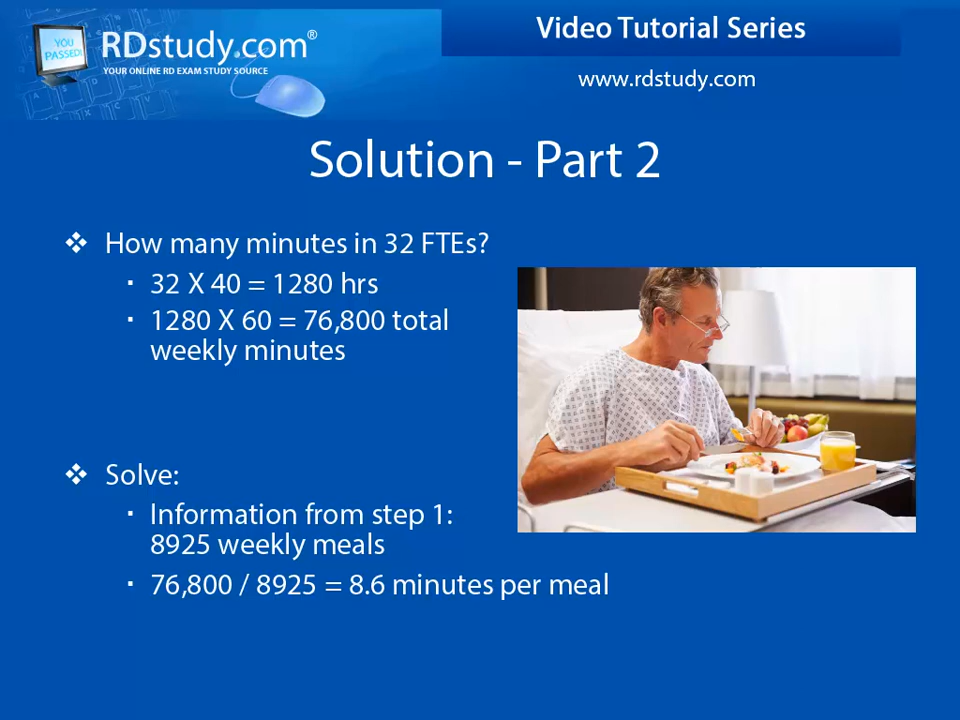 YOU
PASSED!
RDstudy.com®
YOUR ONLINE RD EXAM STUDY SOURCE
Video Tutorial Series
www.rdstudy.com
Solution - Part 2
❖ How many minutes in 32 FTEs?
▪ 32 X 40 = 1280 hrs
▪ 1280 X 60 = 76,800 total
weekly minutes
❖ Solve:
▪ Information from step 1:
8925 weekly meals
▪ 76,800 / 8925 = 8.6 minutes per meal